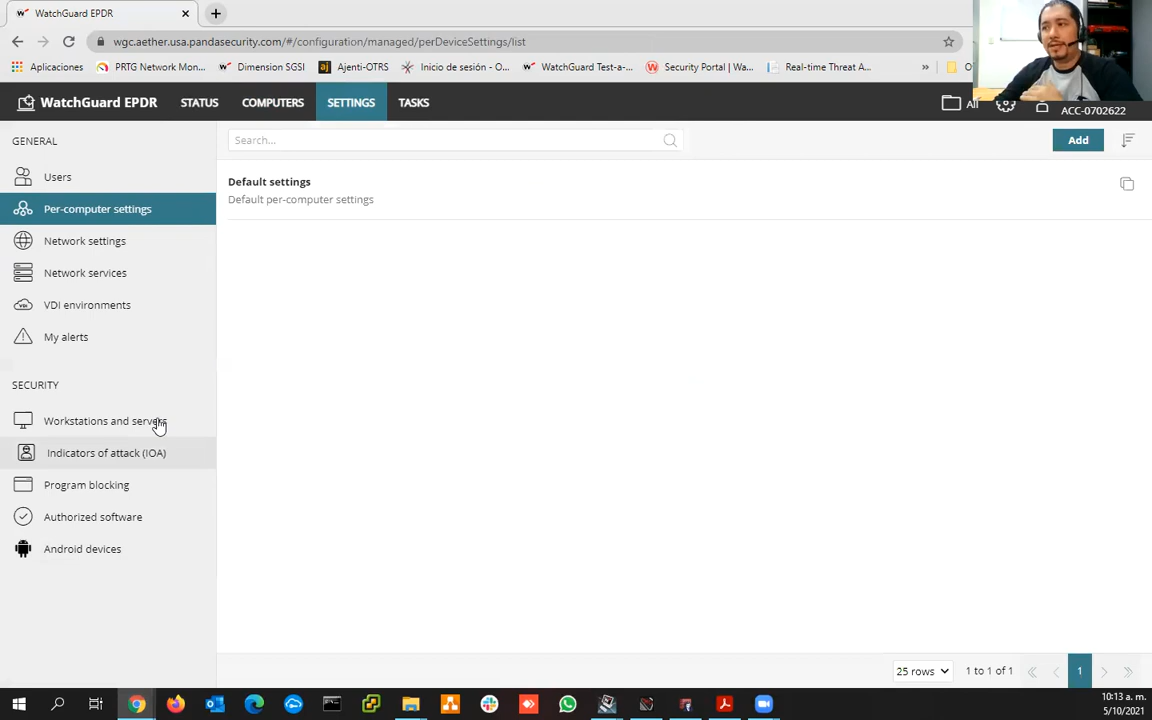 WatchGuard EPDR
wgc.aether.usa.pandasecurity.com/#/configuration/managed/perDeviceSettings/list
Aplicaciones PRTG Network Mon... Dimension SGSI Ajenti-OTRS Inicio de sesión - O... WatchGuard Test-a-... Security Portal | Wa... Real-time Threat A... » O
WatchGuard EPDR STATUS COMPUTERS SETTINGS TASKS All
ACC-0702622
GENERAL
Search... Add
Users
Default settings
Default per-computer settings
Per-computer settings
Network settings
Network services
VDI environments
My alerts
SECURITY
Workstations and servers
Indicators of attack (IOA)
Program blocking
Authorized software
Android devices
25 rows 1 to 1 of 1 1
10:13 a. m.
5/10/2021